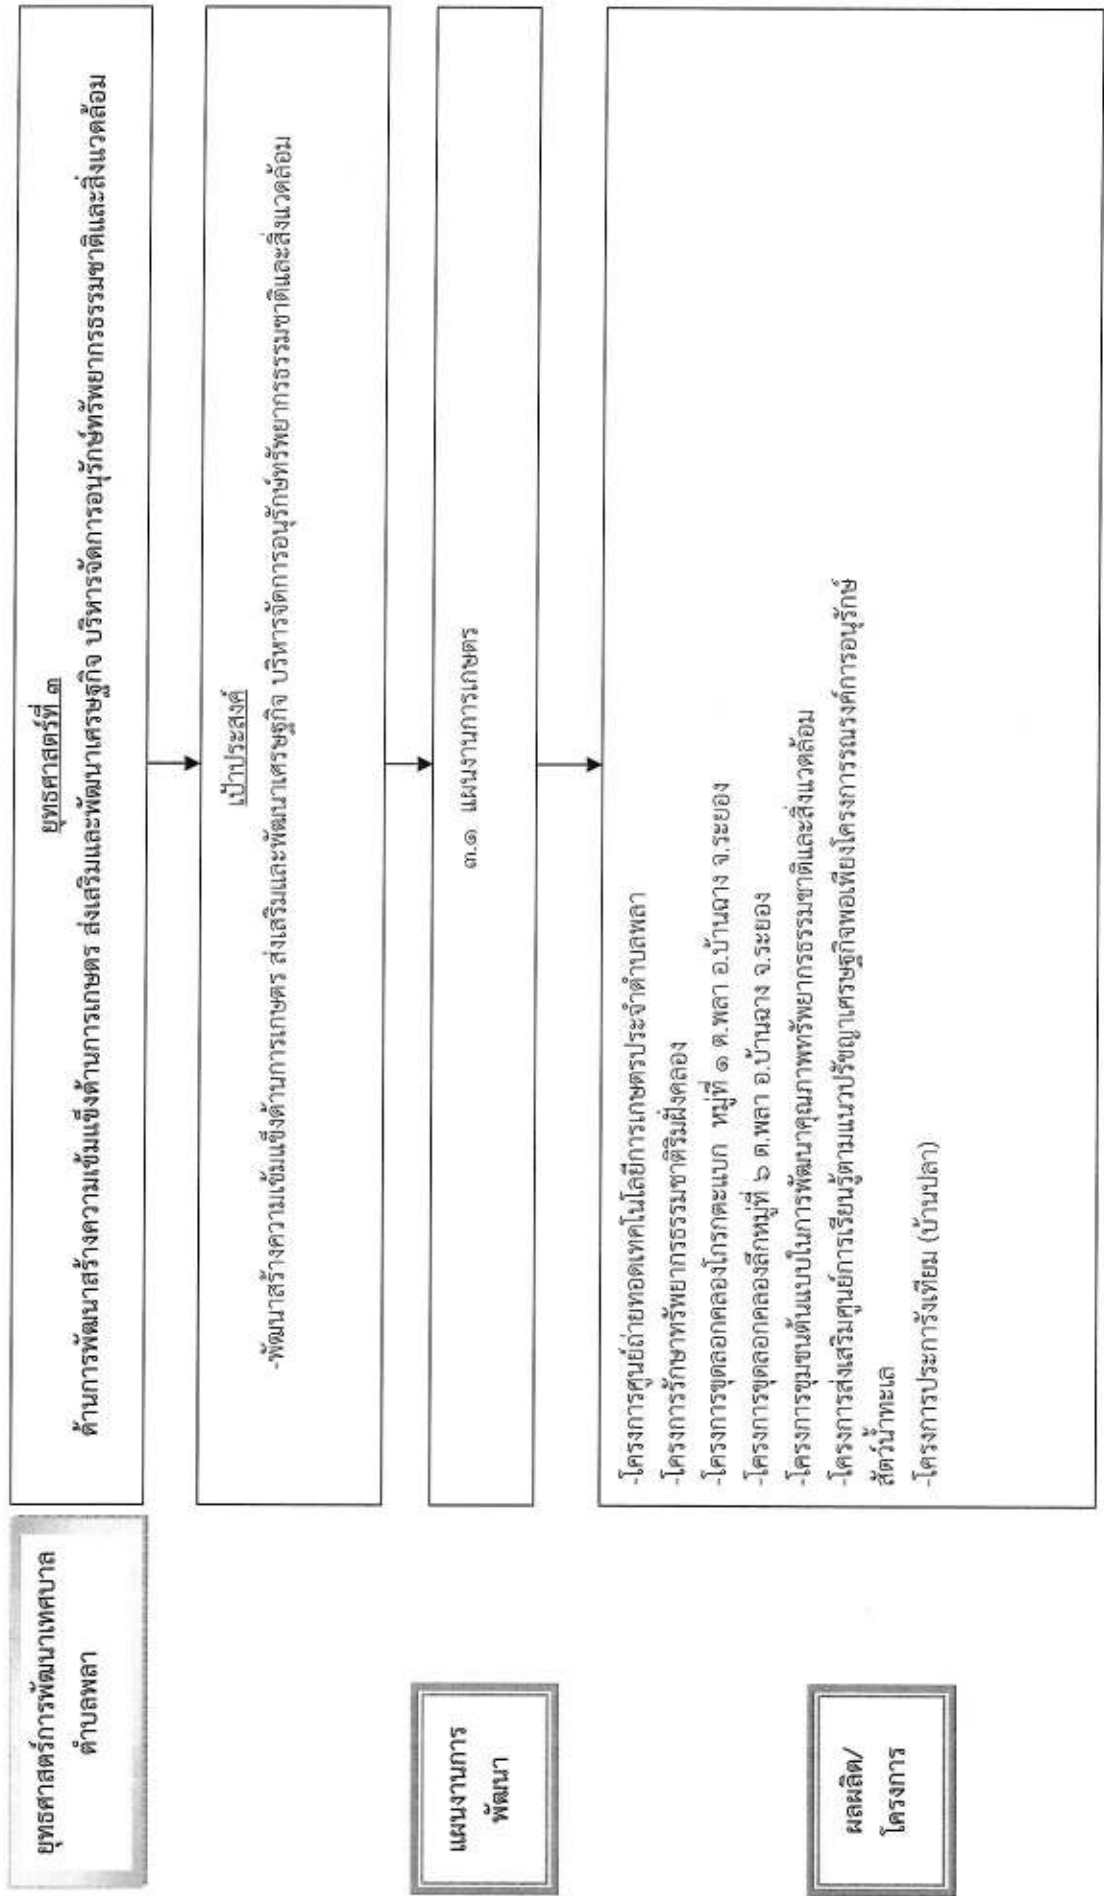 ยุทธศาสตร์การพัฒนาเทศบาล
ตำบลพลา
ยุทธศาสตร์ที่ ๓
ด้านการพัฒนาสร้างความเข้มแข็งด้านการเกษตร ส่งเสริมและพัฒนาเศรษฐกิจ บริหารจัดการอนุรักษ์ทรัพยากรธรรมชาติและสิ่งแวดล้อม
เป้าประสงค์
-พัฒนาสร้างความเข้มแข็งด้านการเกษตร ส่งเสริมและพัฒนาเศรษฐกิจ บริหารจัดการอนุรักษ์ทรัพยากรธรรมชาติและสิ่งแวดล้อม
แผนงานการ
พัฒนา
๓.๑ แผนงานการเกษตร
ผลผลิต/
โครงการ
-โครงการศูนย์ถ่ายทอดเทคโนโลยีการเกษตรประจำตำบลพลา
-โครงการรักษาทรัพยากรธรรมชาติริมฝั่งคลอง
-โครงการขุดลอกคลองโกรกตะแบก หมู่ที่ ๑ ต.พลา อ.บ้านฉาง จ.ระยอง
-โครงการขุดลอกคลองลึกหมู่ที่ ๖ ต.พลา อ.บ้านฉาง จ.ระยอง
-โครงการชุมชนต้นแบบในการพัฒนาคุณภาพทรัพยากรธรรมชาติและสิ่งแวดล้อม
-โครงการส่งเสริมศูนย์การเรียนรู้ตามแนวปรัชญาเศรษฐกิจพอเพียงโครงการรณรงค์การอนุรักษ์
สัตว์น้ำทะเล
-โครงการประการังเทียม (บ้านปลา)